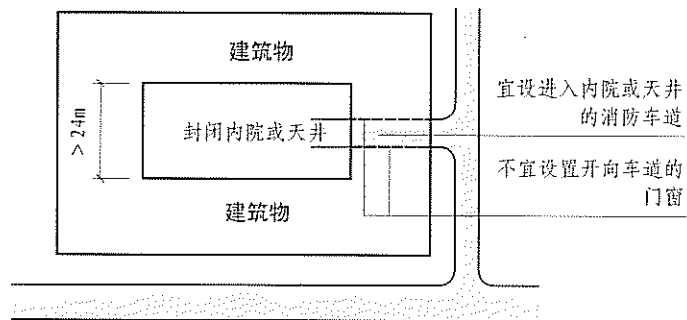 建筑物
> 24m
封闭内院或天井
建筑物
宜设进入内院或天井
的消防车道
不宜设置开向车道的
门窗